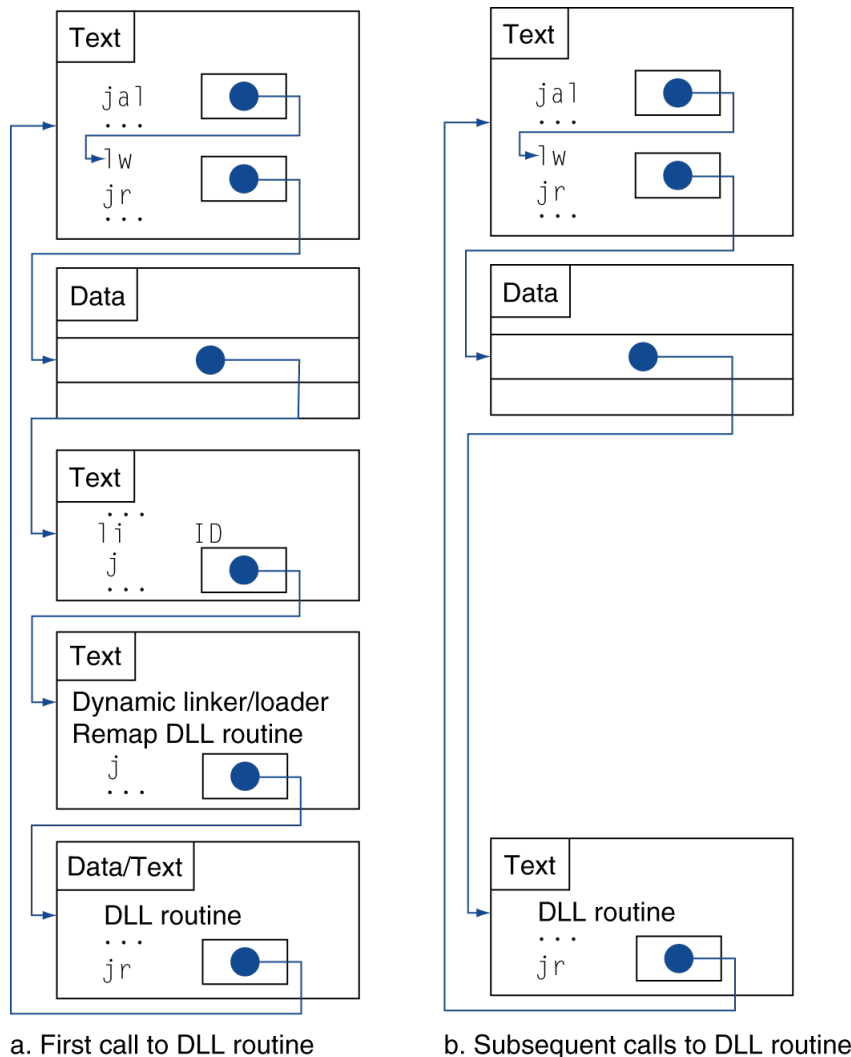 Text
jal
...
lw
jr
...
Data
Text
...
li ID
j
...
Text
Dynamic linker/loader
Remap DLL routine
j
...
Data/Text
DLL routine
...
jr
a. First call to DLL routine
Text
jal
...
lw
jr
...
Data
Text
DLL routine
...
jr
b. Subsequent calls to DLL routine